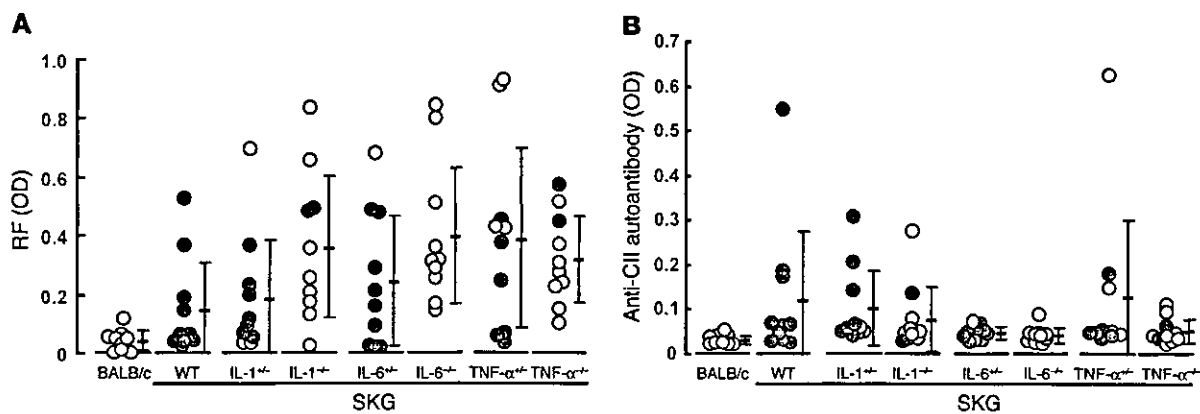 A
RF (OD)
1.0
0.8
0.6
0.4
0.2
0
BALB/c WT IL-1+/- IL-1-/- IL-6+/- IL-6-/- TNF-α+/- TNF-α-/-
SKG
B
Anti-CII autoantibody (OD)
0.7
0.6
0.5
0.4
0.3
0.2
0.1
0
BALB/c WT IL-1+/- IL-1-/- IL-6+/- IL-6-/- TNF-α+/- TNF-α-/-
SKG